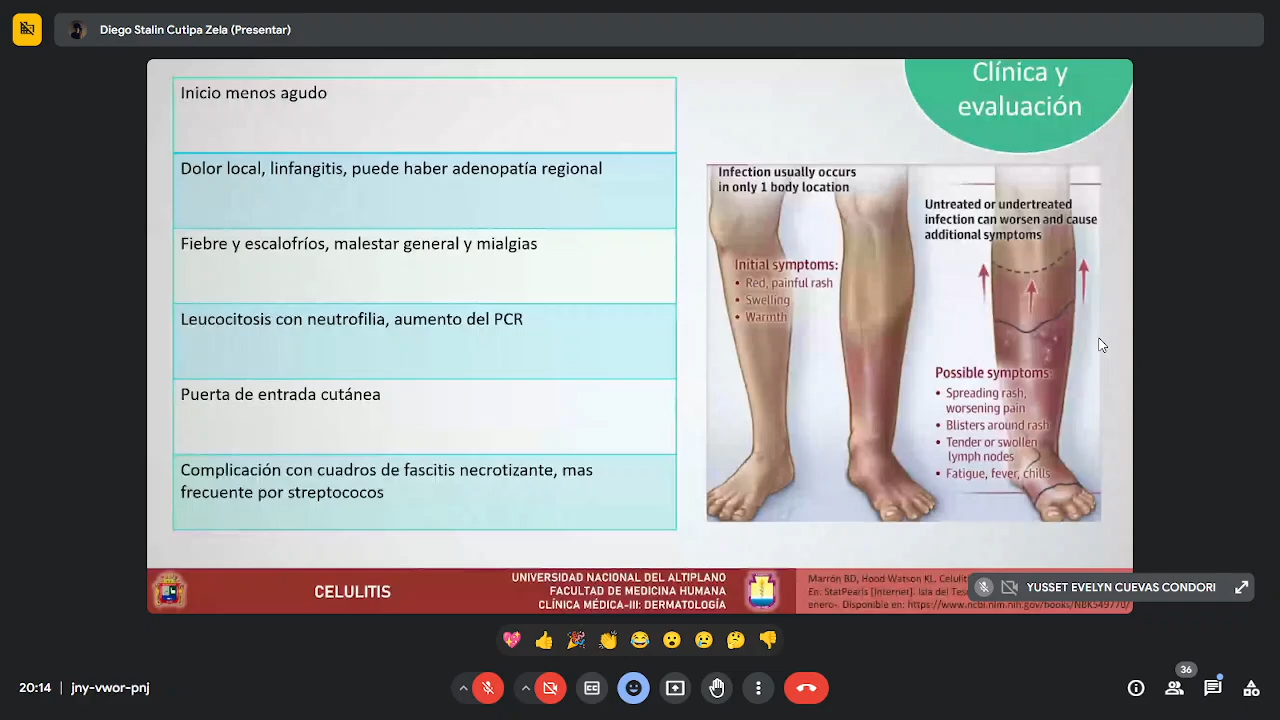 Diego Stalin Cutipa Zela (Presentar)
Clínica y
evaluación
Inicio menos agudo
Dolor local, linfangitis, puede haber adenopatía regional
Fiebre y escalofríos, malestar general y mialgias
Leucocitosis con neutrofilia, aumento del PCR
Puerta de entrada cutánea
Complicación con cuadros de fascitis necrotizante, mas
frecuente por streptococos
Infection usually occurs
in only 1 body location
Initial symptoms:
• Red, painful rash
• Swelling
• Warmth
Untreated or undertreated
infection can worsen and cause
additional symptoms
Possible symptoms:
• Spreading rash,
worsening pain
• Blisters around rash
• Tender or swollen
lymph nodes
• Fatigue, fever, chills
CELULITIS
UNIVERSIDAD NACIONAL DEL ALTIPLANO
FACULTAD DE MEDICINA HUMANA
CLÍNICA MÉDICA-III: DERMATOLOGÍA
Marrón BD, Hood Watson KL. Celulit
En: StatPearls [Internet]. Isla del Tes
enero-. Disponible en: https://www.ncbi.nlm.nih.gov/books/NBK549770/
YUSSET EVELYN CUEVAS CONDORI
20:14 | jny-vwor-pnj
36